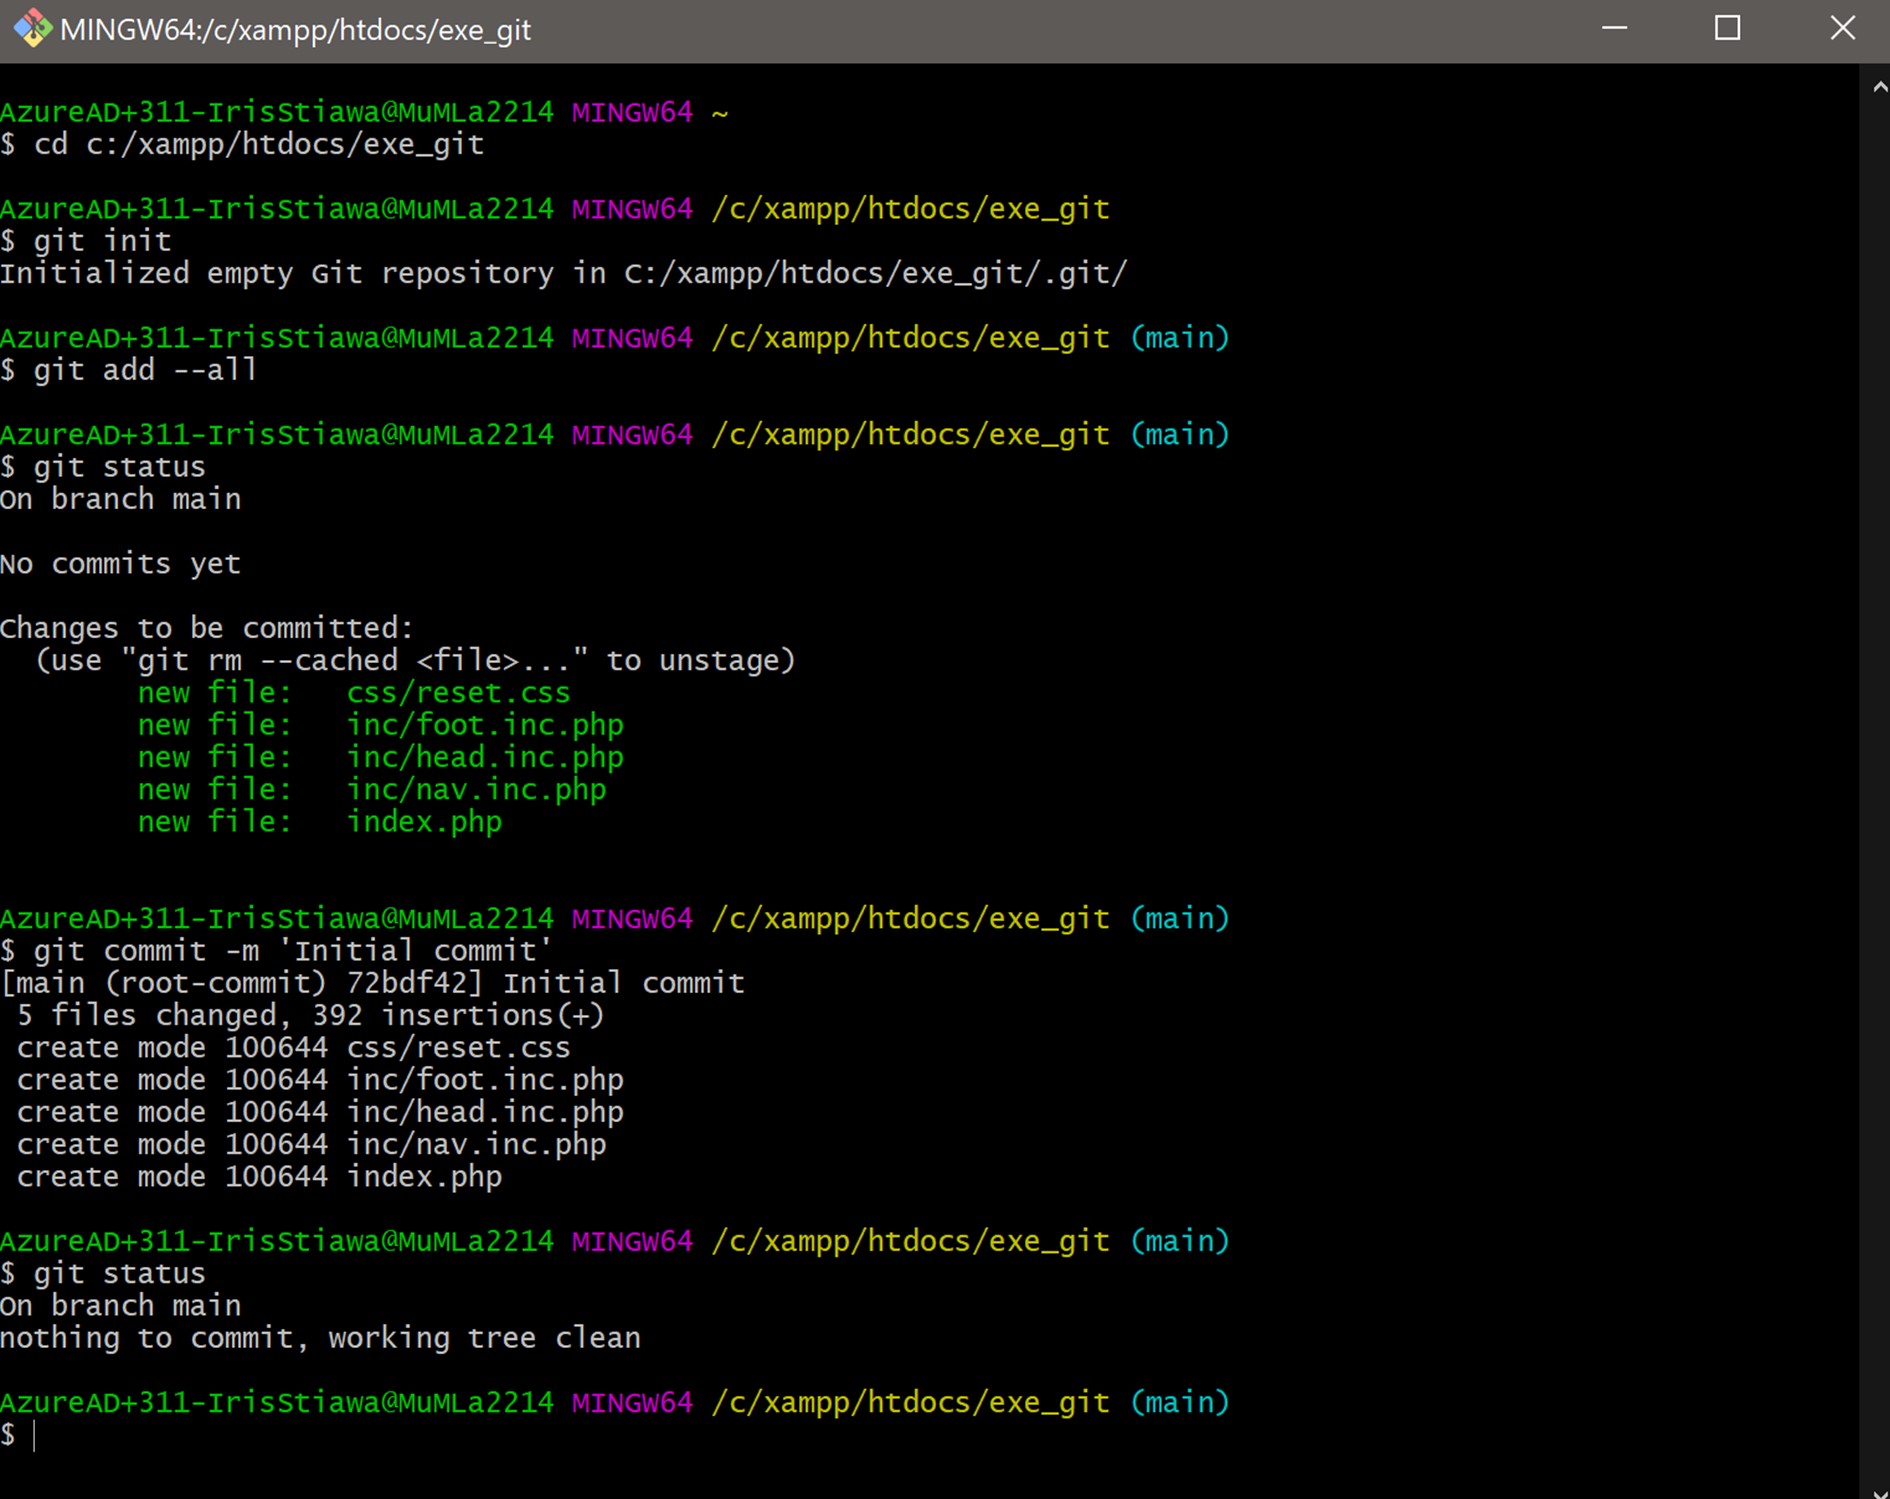 MINGW64:/c/xampp/htdocs/exe_git
AzureAD+311-IrisStiawa@MuMLa2214 MINGW64 ~
$ cd c:/xampp/htdocs/exe_git
AzureAD+311-IrisStiawa@MuMLa2214 MINGW64 /c/xampp/htdocs/exe_git
$ git init
Initialized empty Git repository in C:/xampp/htdocs/exe_git/.git/
AzureAD+311-IrisStiawa@MuMLa2214 MINGW64 /c/xampp/htdocs/exe_git (main)
$ git add --all
AzureAD+311-IrisStiawa@MuMLa2214 MINGW64 /c/xampp/htdocs/exe_git (main)
$ git status
On branch main
No commits yet
Changes to be committed:
  (use "git rm --cached <file>..." to unstage)
        new file:   css/reset.css
        new file:   inc/foot.inc.php
        new file:   inc/head.inc.php
        new file:   inc/nav.inc.php
        new file:   index.php
AzureAD+311-IrisStiawa@MuMLa2214 MINGW64 /c/xampp/htdocs/exe_git (main)
$ git commit -m 'Initial commit'
[main (root-commit) 72bdf42] Initial commit
 5 files changed, 392 insertions(+)
 create mode 100644 css/reset.css
 create mode 100644 inc/foot.inc.php
 create mode 100644 inc/head.inc.php
 create mode 100644 inc/nav.inc.php
 create mode 100644 index.php
AzureAD+311-IrisStiawa@MuMLa2214 MINGW64 /c/xampp/htdocs/exe_git (main)
$ git status
On branch main
nothing to commit, working tree clean
AzureAD+311-IrisStiawa@MuMLa2214 MINGW64 /c/xampp/htdocs/exe_git (main)
$